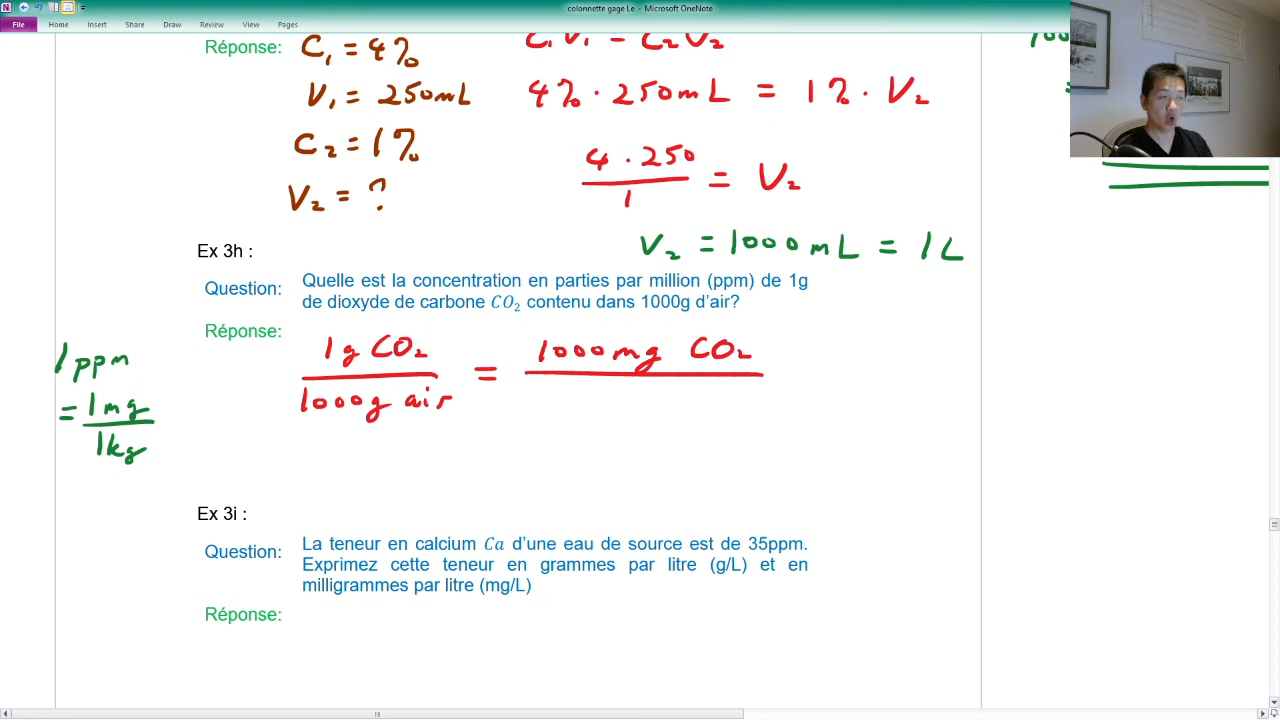 colonnette gage Le - Microsoft OneNote
File Home Insert Share Draw Review View Pages
Réponse: C₁ = 4% C₁V₁ = C₂V₂
V₁ = 250mL 4% · 250mL = 1% · V₂
C₂ = 1%
4 · 250 / 1 = V₂
V₂ = ?
V₂ = 1000mL = 1L
Ex 3h :
Question: Quelle est la concentration en parties par million (ppm) de 1g
de dioxyde de carbone CO₂ contenu dans 1000g d'air?
Réponse:
1g CO₂ / 1000g air = 1000mg CO₂
1ppm
= 1mg / 1kg
Ex 3i :
Question: La teneur en calcium Ca d'une eau de source est de 35ppm.
Exprimez cette teneur en grammes par litre (g/L) et en
milligrammes par litre (mg/L)
Réponse: